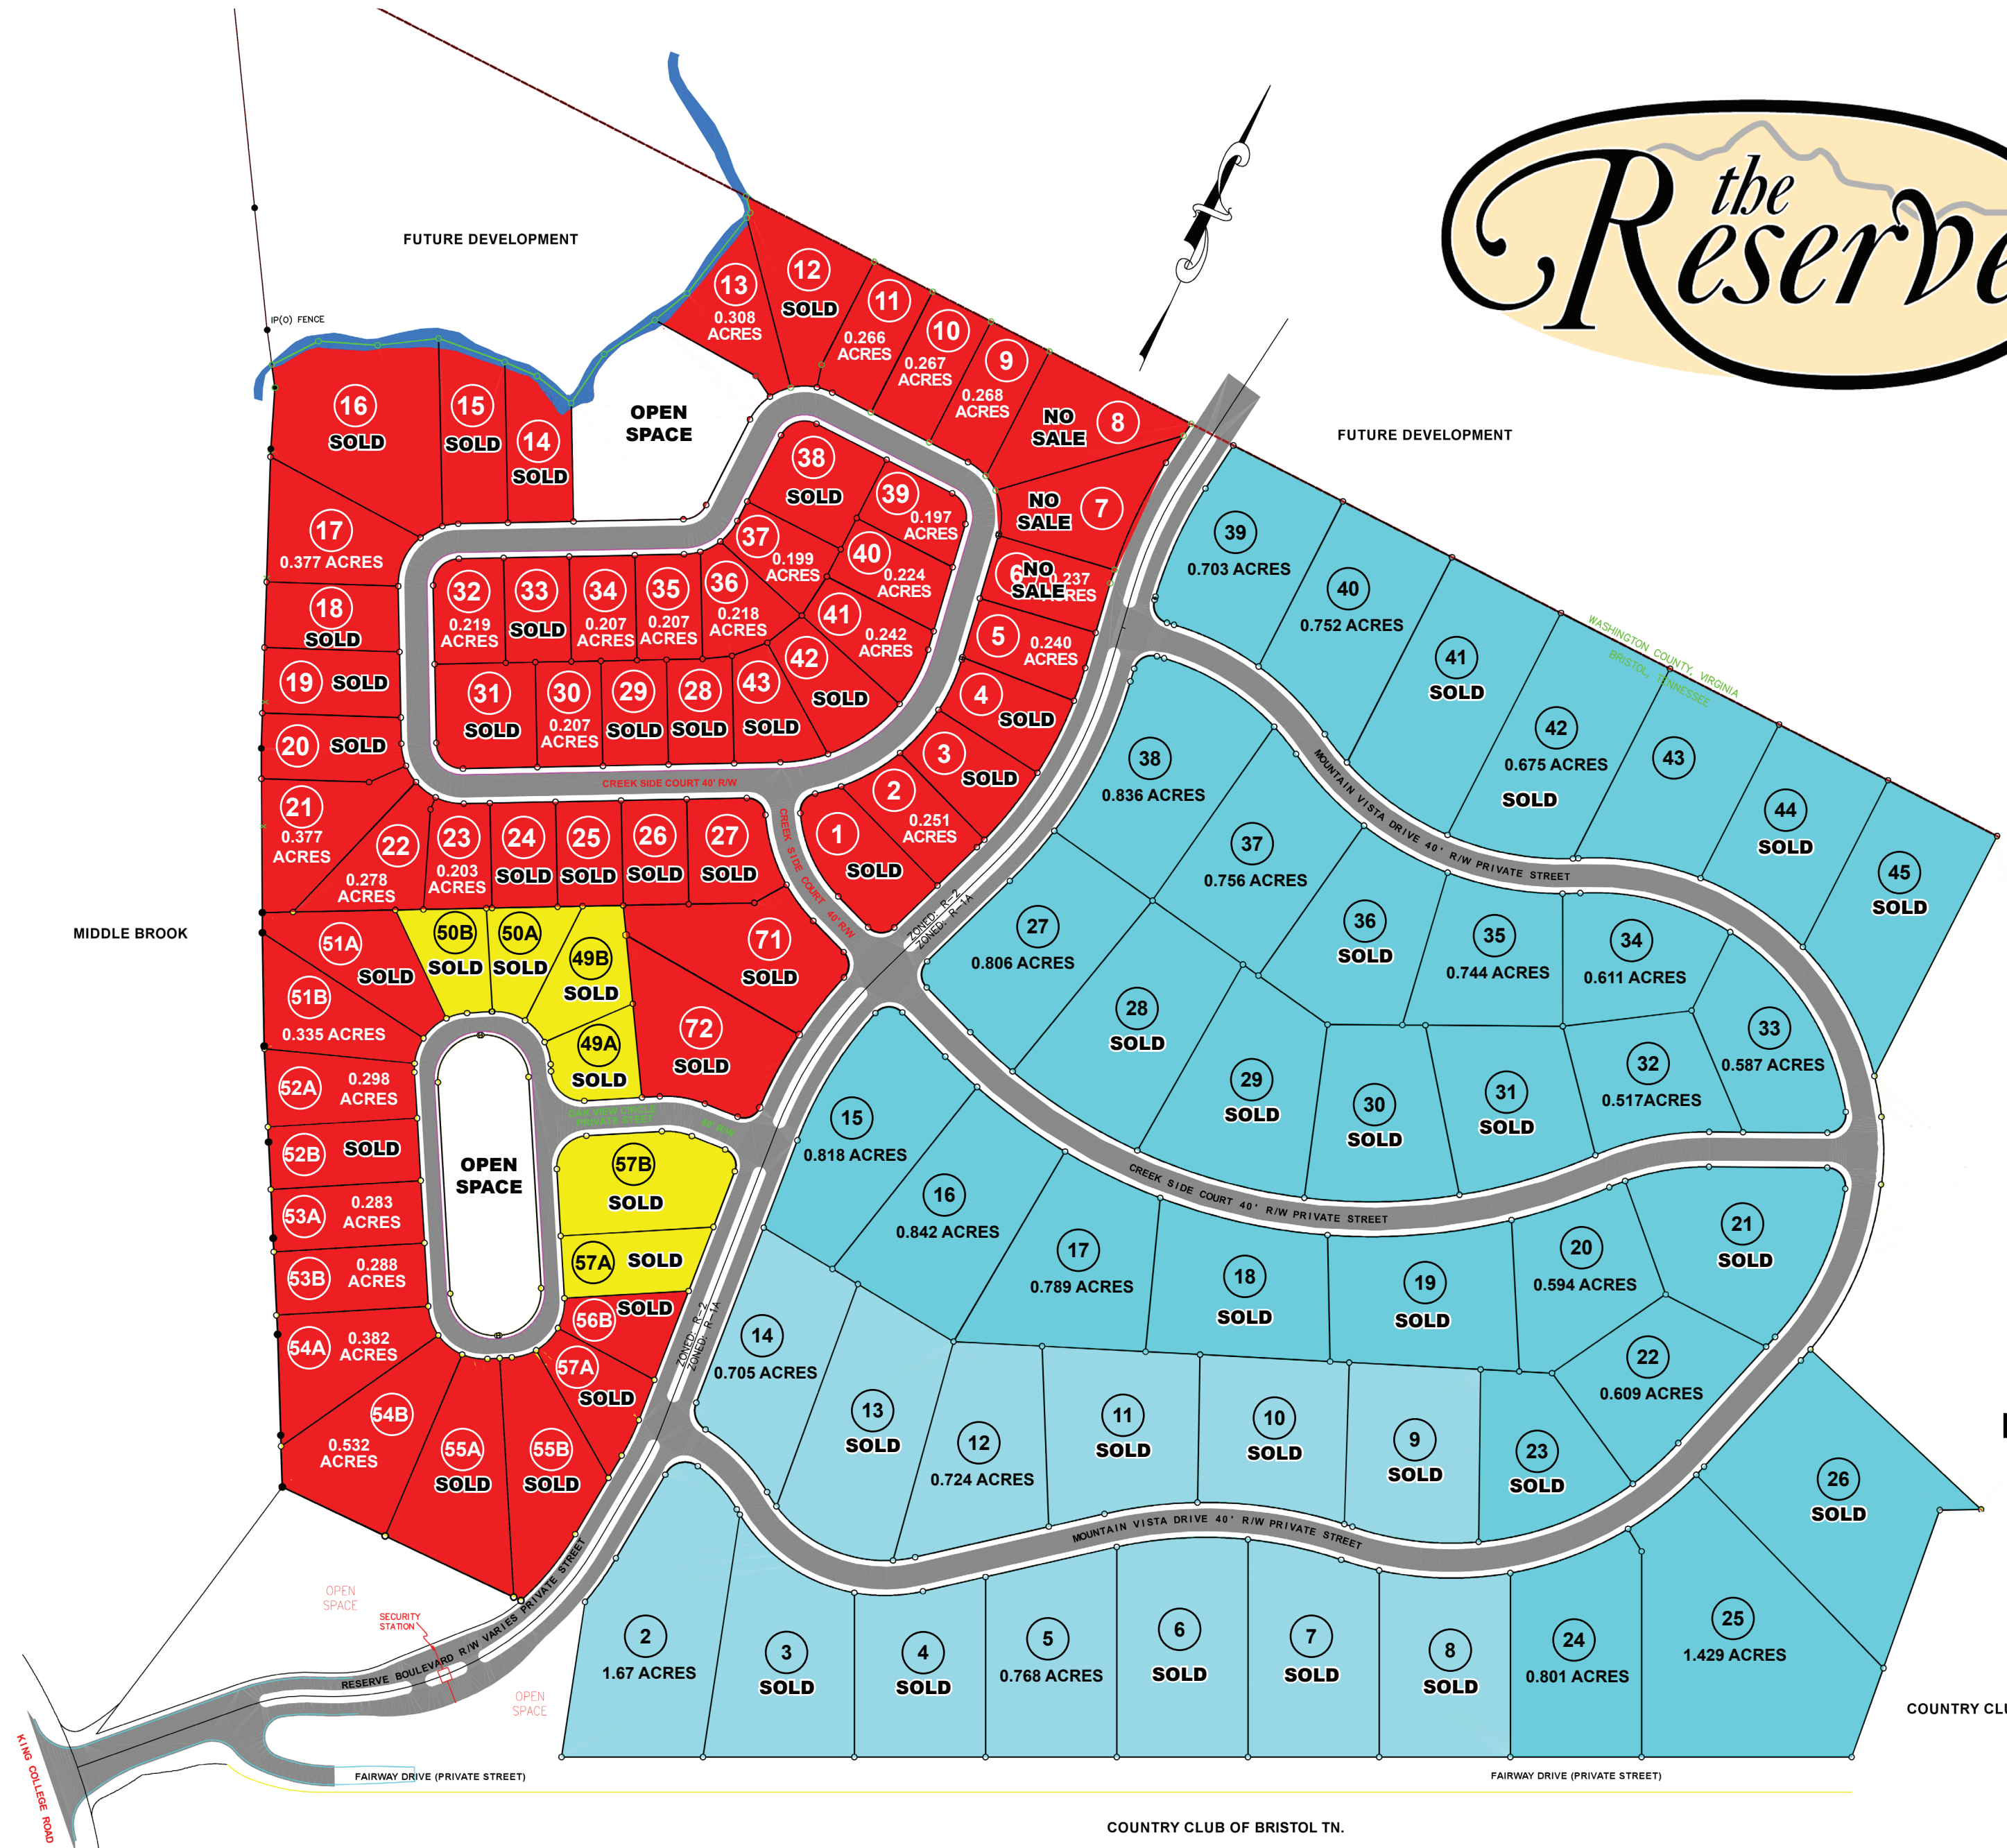 the
Reserve
FUTURE DEVELOPMENT
IP(O) FENCE
13
0.308
ACRES
12
SOLD
11
0.266
ACRES
10
0.267
ACRES
9
0.268
ACRES
NO
SALE
8
NO
SALE
7
6
NO
SALE
0.237
5
0.240
ACRES
4
SOLD
3
SOLD
2
0.251
ACRES
1
SOLD
16
SOLD
15
SOLD
14
SOLD
OPEN
SPACE
17
0.377 ACRES
18
SOLD
19
SOLD
20
SOLD
21
0.377
ACRES
22
0.278
ACRES
23
0.203
ACRES
24
SOLD
25
SOLD
26
SOLD
27
SOLD
38
SOLD
39
0.197
ACRES
37
0.199
ACRES
40
0.224
ACRES
41
0.242
ACRES
42
SOLD
32
0.219
ACRES
33
SOLD
34
0.207
ACRES
35
0.207
ACRES
36
0.218
ACRES
31
SOLD
30
0.207
ACRES
29
SOLD
28
SOLD
43
SOLD
CREEK SIDE COURT 40' R/W
CREEK SIDE COURT 40' R/W
MIDDLE BROOK
51A
SOLD
50B
SOLD
50A
SOLD
49B
SOLD
49A
SOLD
71
SOLD
72
SOLD
51B
0.335 ACRES
52A
0.298
ACRES
52B
SOLD
53A
0.283
ACRES
53B
0.288
ACRES
54A
0.382
ACRES
54B
0.532
ACRES
55A
SOLD
55B
SOLD
57A
SOLD
56B
SOLD
57A
SOLD
57B
SOLD
OPEN
SPACE
OAK VIEW CIRCLE
PRIVATE STREET
40' R/W
ZONED: R-2
ZONED: R-1A
ZONED: R-2
ZONED: R-1A
FUTURE DEVELOPMENT
WASHINGTON COUNTY, VIRGINIA
BRISTOL, TENNESSEE
39
0.703 ACRES
40
0.752 ACRES
41
SOLD
42
0.675 ACRES
SOLD
43
44
SOLD
45
SOLD
MOUNTAIN VISTA DRIVE 40' R/W PRIVATE STREET
38
0.836 ACRES
37
0.756 ACRES
36
SOLD
35
0.744 ACRES
34
0.611 ACRES
33
0.587 ACRES
27
0.806 ACRES
28
SOLD
29
SOLD
30
SOLD
31
SOLD
32
0.517ACRES
CREEK SIDE COURT 40' R/W PRIVATE STREET
15
0.818 ACRES
16
0.842 ACRES
17
0.789 ACRES
18
SOLD
19
SOLD
20
0.594 ACRES
21
SOLD
22
0.609 ACRES
14
0.705 ACRES
13
SOLD
12
0.724 ACRES
11
SOLD
10
SOLD
9
SOLD
23
SOLD
MOUNTAIN VISTA DRIVE 40' R/W PRIVATE STREET
26
SOLD
2
1.67 ACRES
3
SOLD
4
SOLD
5
0.768 ACRES
6
SOLD
7
SOLD
8
SOLD
24
0.801 ACRES
25
1.429 ACRES
OPEN
SPACE
SECURITY
STATION
RESERVE BOULEVARD R/W VARIES PRIVATE STREET
OPEN
SPACE
KING COLLEGE ROAD
FAIRWAY DRIVE (PRIVATE STREET)
FAIRWAY DRIVE (PRIVATE STREET)
COUNTRY
COUNTRY CLUB OF BRISTOL TN.